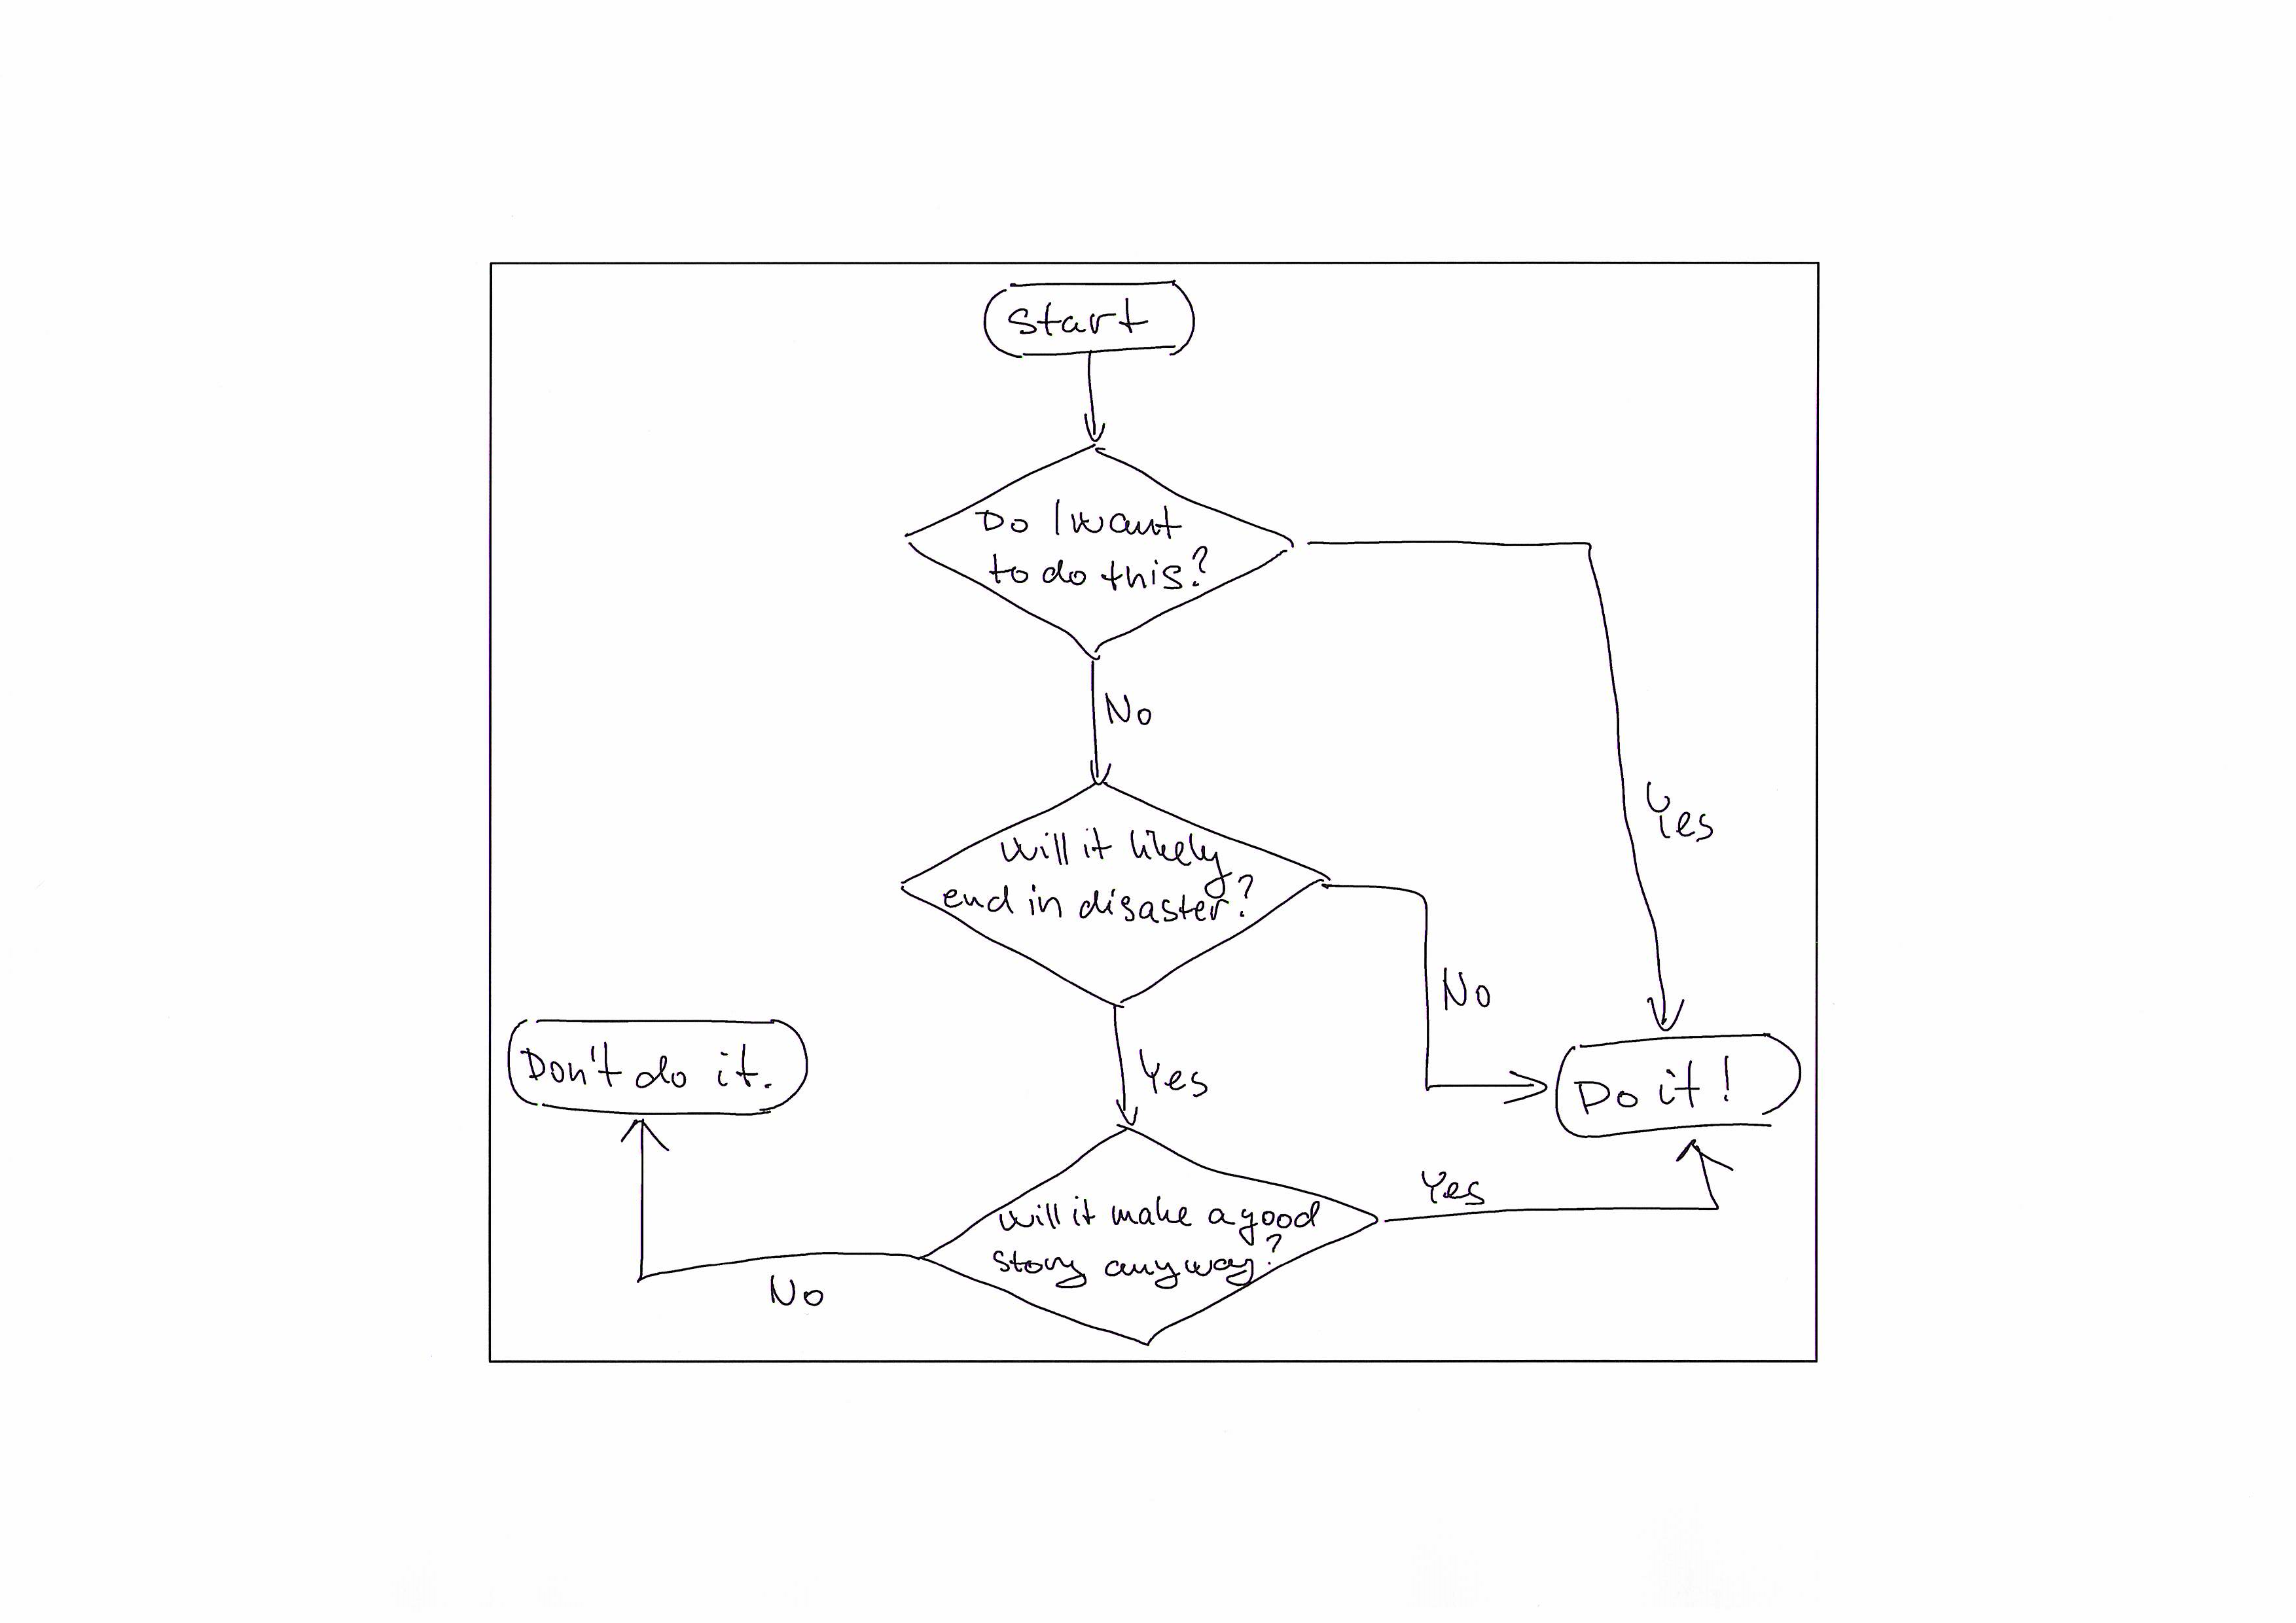 Start
Do I want
to do this?
No
Yes
Will it likely
end in disaster?
No
Yes
Don't do it.
Do it!
Will it make a good
story anyway?
Yes
No